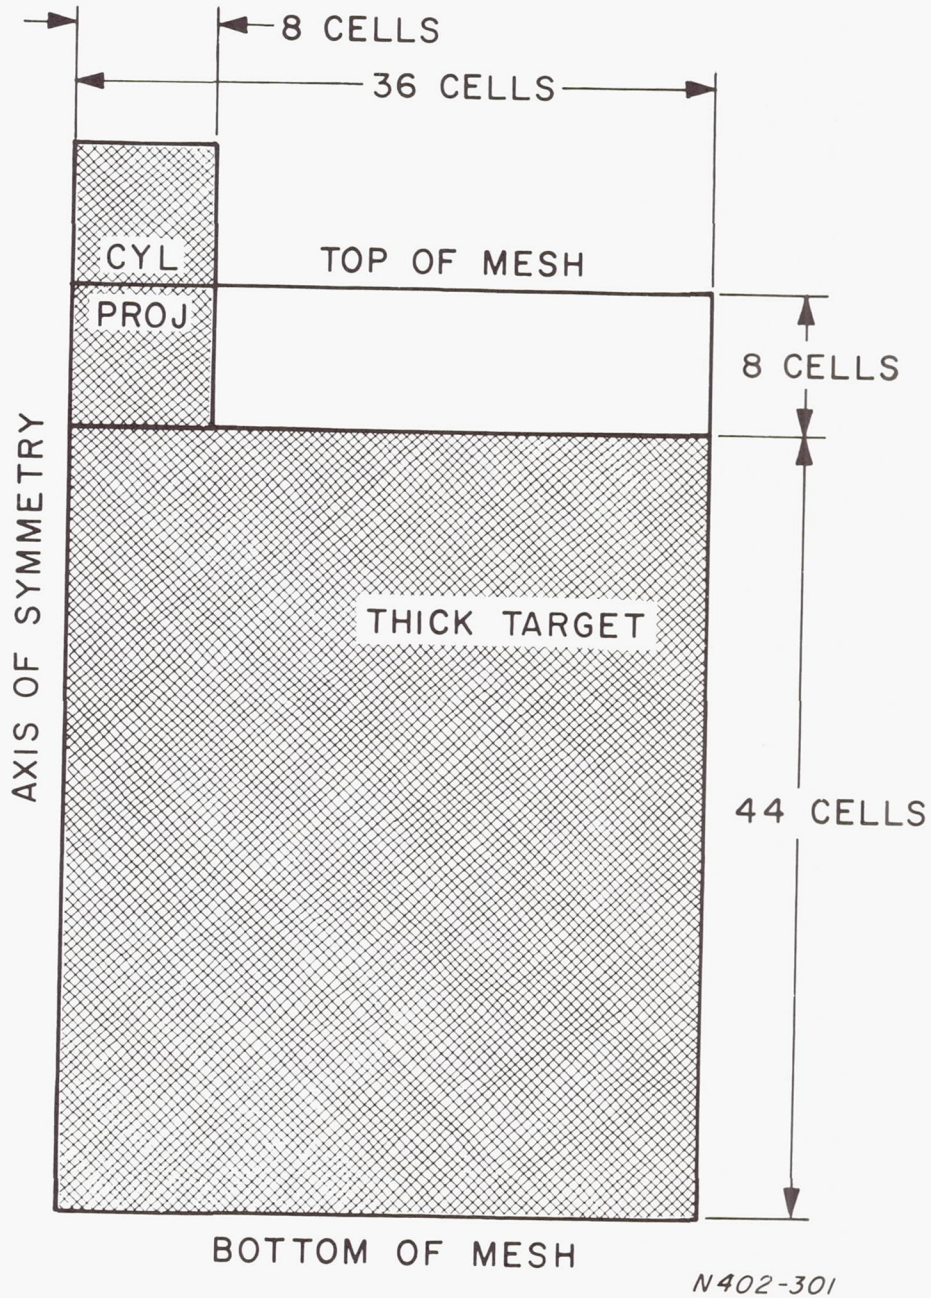 8 CELLS
36 CELLS
CYL
TOP OF MESH
PROJ
8 CELLS
AXIS OF SYMMETRY
THICK TARGET
44 CELLS
BOTTOM OF MESH
N402-301